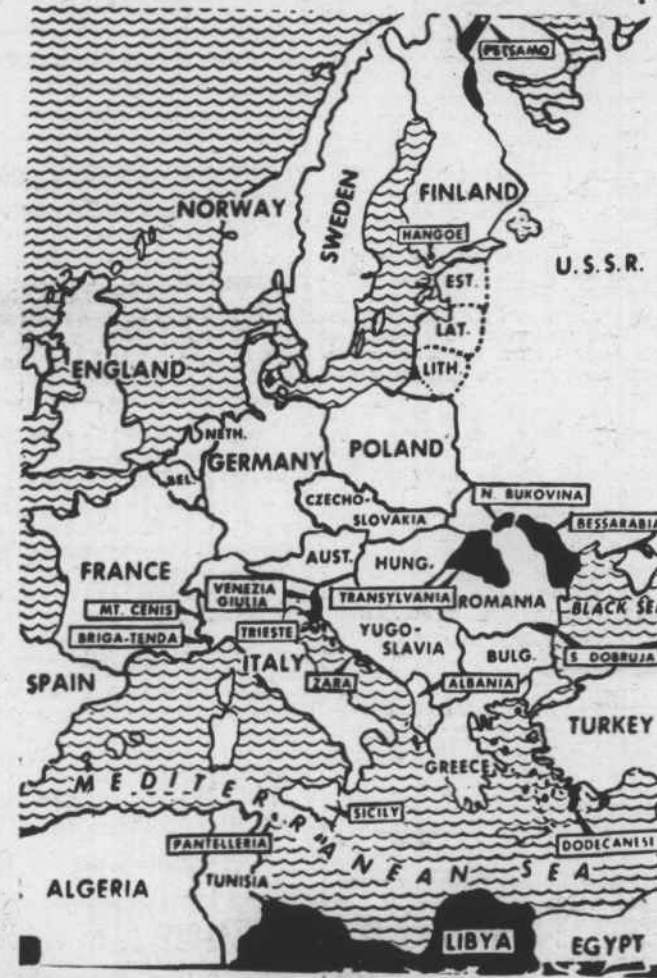 PETSAMO
NORWAY
SWEDEN
FINLAND
HANGOE
U.S.S.R.
EST.
LAT.
LITH.
ENGLAND
NETH.
GERMANY
POLAND
BEL.
CZECHO-
SLOVAKIA
N. BUKOVINA
BESSARABIA
AUST.
HUNG.
FRANCE
VENEZIA
GIULIA
TRANSYLVANIA
ROMANIA
BLACK SE
MT. CENIS
BRIGA-TENDA
TRIESTE
YUGO-
SLAVIA
BULG.
S. DOBRUJA
ITALY
SPAIN
ZARA
ALBANIA
TURKEY
GREECE
MEDITERRANEAN SEA
SICILY
PANTELLERIA
DODECANESE
ALGERIA
TUNISIA
LIBYA
EGYPT